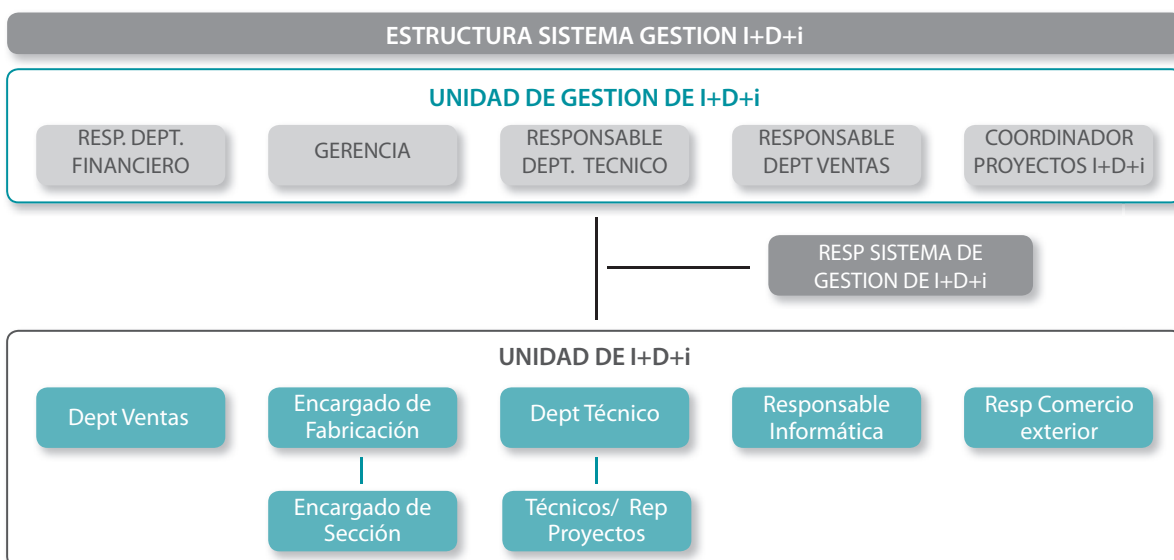 ESTRUCTURA SISTEMA GESTION I+D+i
UNIDAD DE GESTION DE I+D+i
RESP. DEPT.
FINANCIERO
GERENCIA
RESPONSABLE
DEPT. TECNICO
RESPONSABLE
DEPT VENTAS
COORDINADOR
PROYECTOS I+D+i
RESP SISTEMA DE
GESTION DE I+D+i
UNIDAD DE I+D+i
Dept Ventas
Encargado de
Fabricación
Dept Técnico
Responsable
Informática
Resp Comercio
exterior
Encargado de
Sección
Técnicos/ Rep
Proyectos